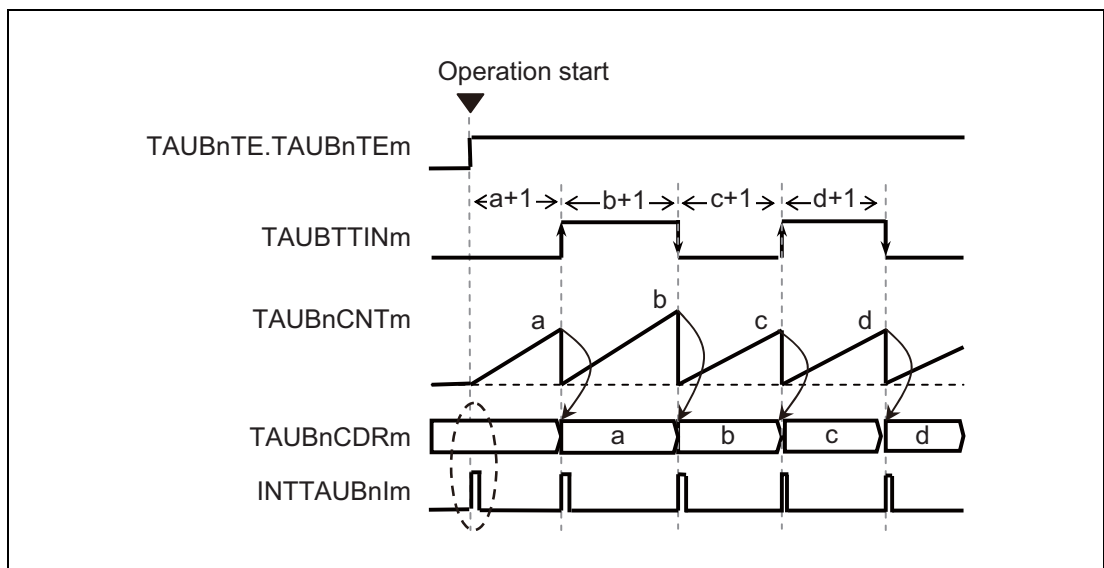 Operation start
TAUBnTE.TAUBnTEm
a+1 b+1 c+1 d+1
TAUBTTINm
TAUBnCNTm
a b c d
TAUBnCDRm
a b c d
INTTAUBnIm